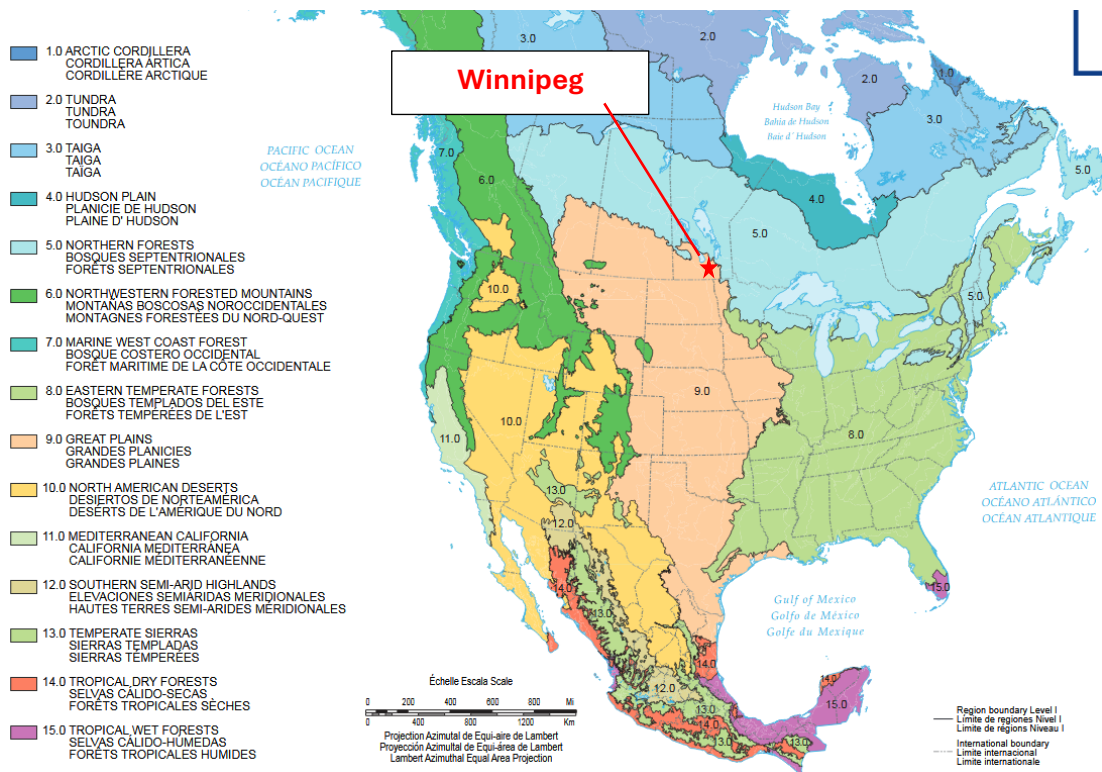 1.0 ARCTIC CORDILLERA
CORDILLERA ÁRTICA
CORDILLÈRE ARCTIQUE
2.0 TUNDRA
TUNDRA
TOUNDRA
3.0 TAIGA
TAIGA
TAÏGA
4.0 HUDSON PLAIN
PLANICIE DE HUDSON
PLAINE D' HUDSON
5.0 NORTHERN FORESTS
BOSQUES SEPTENTRIONALES
FORÊTS SEPTENTRIONALES
6.0 NORTHWESTERN FORESTED MOUNTAINS
MONTAÑAS BOSCOSAS NOROCCIDENTALES
MONTAGNES FORESTÉES DU NORD-QUEST
7.0 MARINE WEST COAST FOREST
BOSQUE COSTERO OCCIDENTAL
FORÊT MARITIME DE LA CÔTE OCCIDENTALE
8.0 EASTERN TEMPERATE FORESTS
BOSQUES TEMPLADOS DEL ESTE
FORÊTS TEMPÉRÉES DE L'EST
9.0 GREAT PLAINS
GRANDES PLANICIES
GRANDES PLAINES
10.0 NORTH AMERICAN DESERTS
DESIERTOS DE NORTEAMÉRICA
DESERTS DE L'AMÉRIQUE DU NORD
11.0 MEDITERRANEAN CALIFORNIA
CALIFORNIA MEDITERRÁNEA
CALIFORNIE MÉDITERRANÉENNE
12.0 SOUTHERN SEMI-ARID HIGHLANDS
ELEVACIONES SEMIÁRIDAS MERIDIONALES
HAUTES TERRES SEMI-ARIDES MÉRIDIONALES
13.0 TEMPERATE SIERRAS
SIERRAS TEMPLADAS
SIERRAS TEMPÉRÉES
14.0 TROPICAL DRY FORESTS
SELVAS CÁLIDO-SECAS
FORÊTS TROPICALES SÈCHES
15.0 TROPICAL WET FORESTS
SELVAS CÁLIDO-HÚMEDAS
FORÊTS TROPICALES HUMIDES
Winnipeg
3.0
2.0
2.0
1.0
3.0
Hudson Bay
Bahía de Hudson
Baie d' Hudson
PACIFIC OCEAN
OCÉANO PACÍFICO
OCÉAN PACIFIQUE
7.0
6.0
5.0
4.0
5.0
5.0
5.0
10.0
9.0
8.0
10.0
11.0
13.0
12.0
14.0
13.0
12.0
14.0
13.0
14.0
13.0
13.0
14.0
15.0
15.0
ATLANTIC OCEAN
OCÉANO ATLÁNTICO
OCÉAN ATLANTIQUE
Gulf of Mexico
Golfo de México
Golfe du Mexique
Échelle Escala Scale
0 200 400 600 800 Mi
0 200 400 600 800 1000 1200 Km
Projection Azimutal de Equi-aire de Lambert
Proyección Azimultal de Equi-área de Lambert
Lambert Azimuthal Equal Area Projection
Region boundary Level I
Límite de regiones Nivel I
Limite de régions Niveau I
International boundary
Limite internacional
Limite internationale